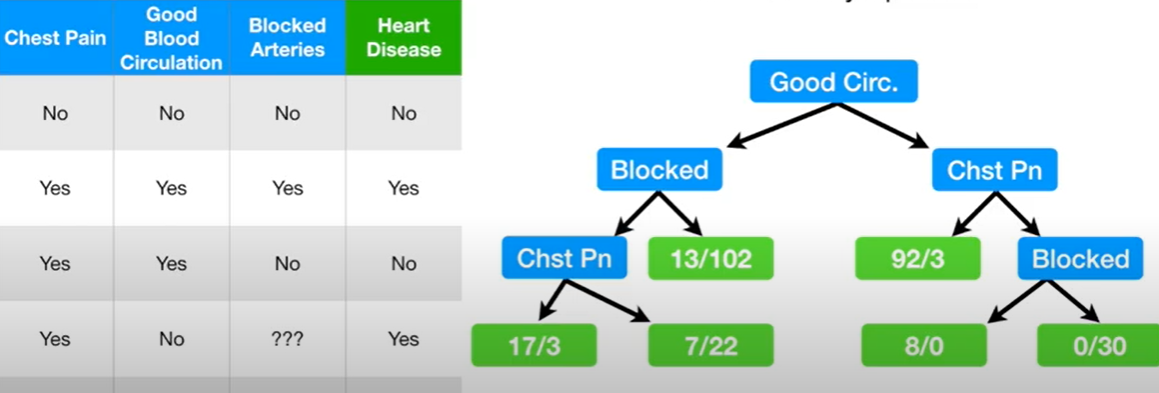 Chest Pain
Good
Blood
Circulation
Blocked
Arteries
Heart
Disease
No
No
No
No
Yes
Yes
Yes
Yes
Yes
Yes
No
No
Yes
No
???
Yes
Good Circ.
Blocked
Chst Pn
Chst Pn
13/102
92/3
Blocked
17/3
7/22
8/0
0/30